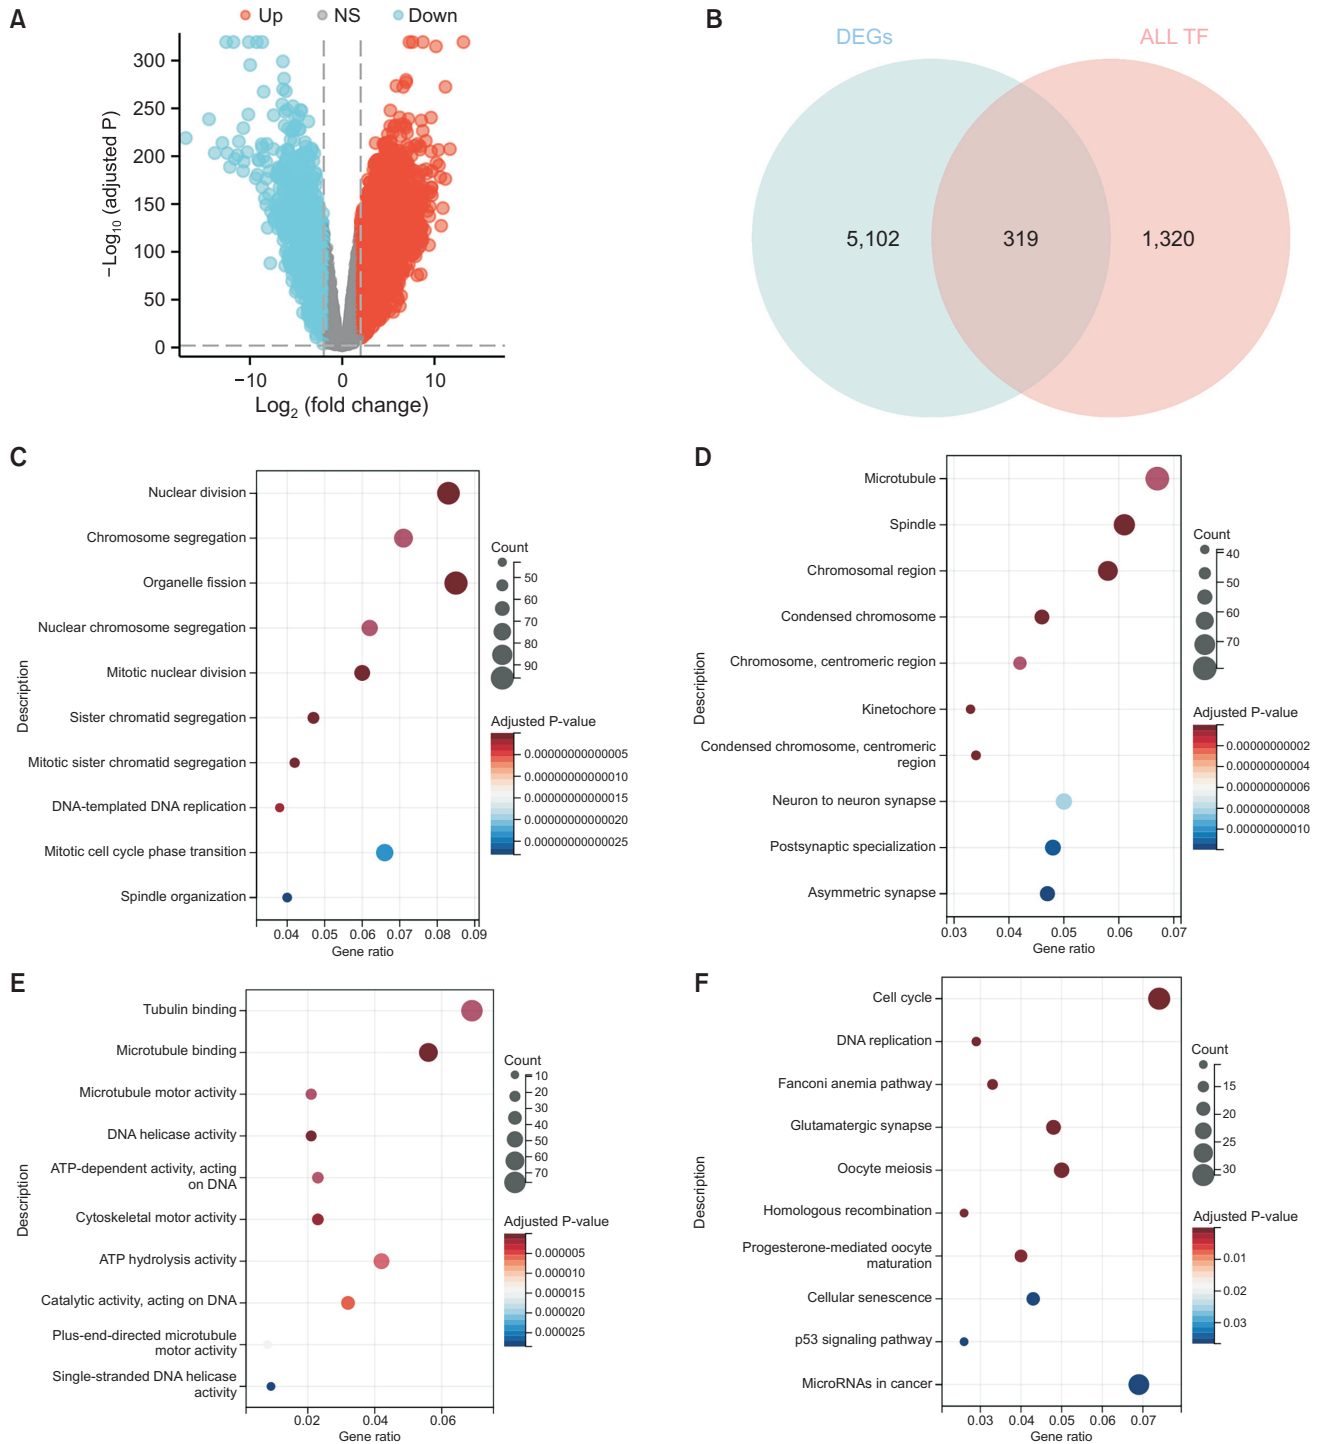 A
Up NS Down
300
250
200
150
100
50
0
−Log10 (adjusted P)
−10 0 10
Log2 (fold change)
B
DEGs ALL TF
5,102 319 1,320
C
Description
Nuclear division
Chromosome segregation
Organelle fission
Nuclear chromosome segregation
Mitotic nuclear division
Sister chromatid segregation
Mitotic sister chromatid segregation
DNA-templated DNA replication
Mitotic cell cycle phase transition
Spindle organization
0.04 0.05 0.06 0.07 0.08 0.09
Gene ratio
Count
50
60
70
80
90
Adjusted P-value
0.00000000000005
0.00000000000010
0.00000000000015
0.00000000000020
0.00000000000025
D
Description
Microtubule
Spindle
Chromosomal region
Condensed chromosome
Chromosome, centromeric region
Kinetochore
Condensed chromosome, centromeric
region
Neuron to neuron synapse
Postsynaptic specialization
Asymmetric synapse
0.03 0.04 0.05 0.06 0.07
Gene ratio
Count
40
50
60
70
Adjusted P-value
0.00000000002
0.00000000004
0.00000000006
0.00000000008
0.00000000010
E
Description
Tubulin binding
Microtubule binding
Microtubule motor activity
DNA helicase activity
ATP-dependent activity, acting
on DNA
Cytoskeletal motor activity
ATP hydrolysis activity
Catalytic activity, acting on DNA
Plus-end-directed microtubule
motor activity
Single-stranded DNA helicase
activity
0.02 0.04 0.06
Gene ratio
Count
10
20
30
40
50
60
70
Adjusted P-value
0.000005
0.000010
0.000015
0.000020
0.000025
F
Description
Cell cycle
DNA replication
Fanconi anemia pathway
Glutamatergic synapse
Oocyte meiosis
Homologous recombination
Progesterone-mediated oocyte
maturation
Cellular senescence
p53 signaling pathway
MicroRNAs in cancer
0.03 0.04 0.05 0.06 0.07
Gene ratio
Count
15
20
25
30
Adjusted P-value
0.01
0.02
0.03